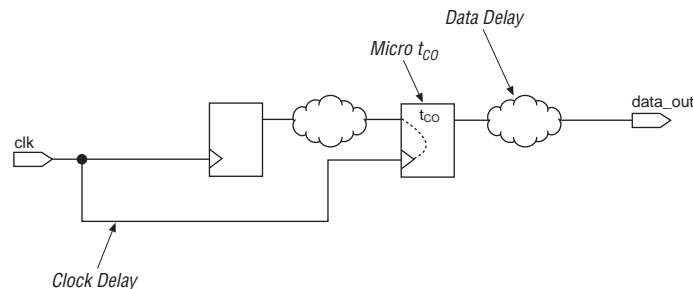 Data Delay
Micro tCO
data_out
tCO
clk
Clock Delay